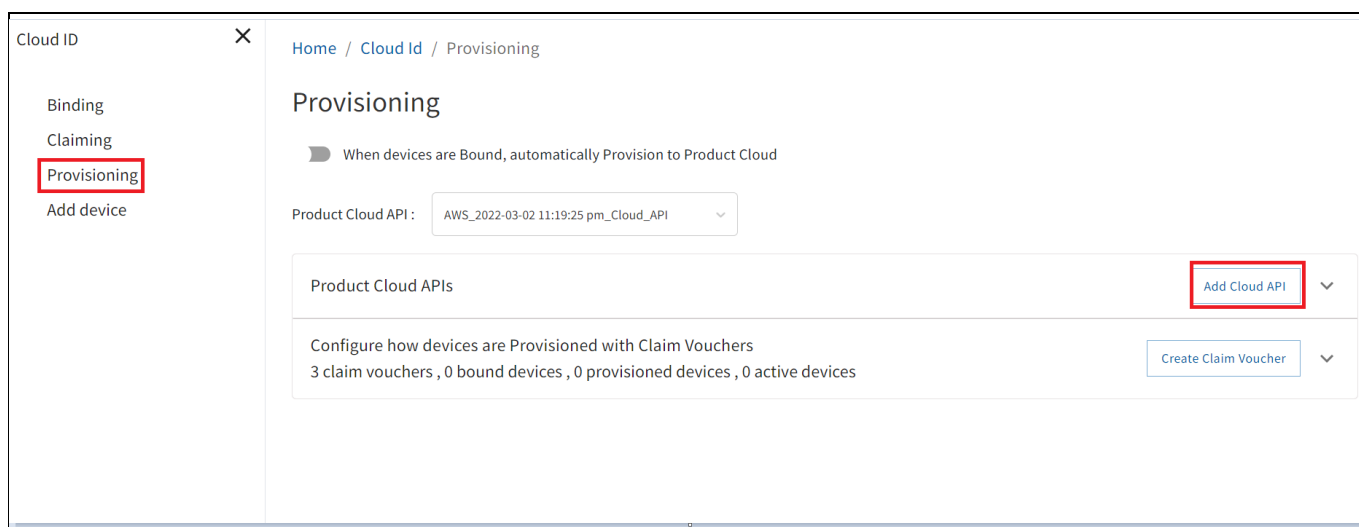 Cloud ID
Binding
Claiming
Provisioning
Add device
Home / Cloud Id / Provisioning
Provisioning
When devices are Bound, automatically Provision to Product Cloud
Product Cloud API : AWS_2022-03-02 11:19:25 pm_Cloud_API
Product Cloud APIs Add Cloud API
Configure how devices are Provisioned with Claim Vouchers
3 claim vouchers , 0 bound devices , 0 provisioned devices , 0 active devices
Create Claim Voucher